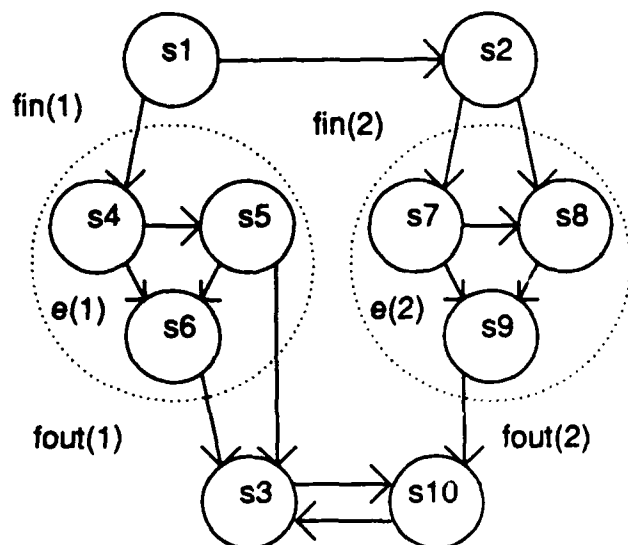 s1
s2
fin(1)
fin(2)
s4
s5
s7
s8
e(1)
s6
e(2)
s9
fout(1)
fout(2)
s3
s10